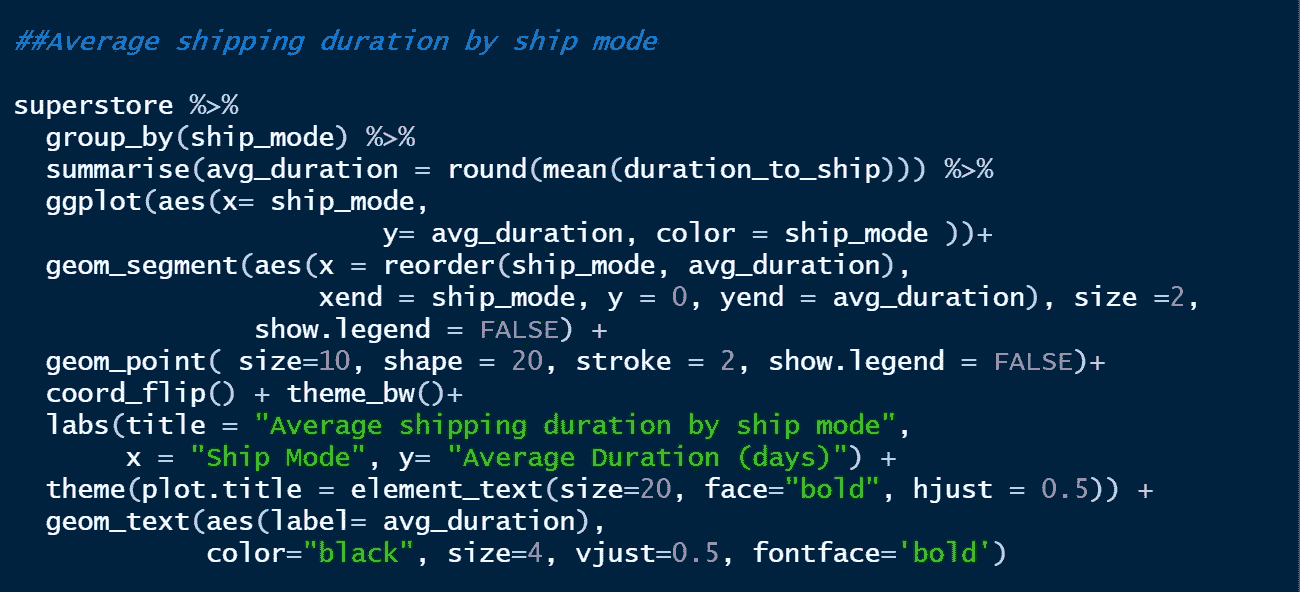 ##Average shipping duration by ship mode
superstore %>%
group_by(ship_mode) %>%
summarise(avg_duration = round(mean(duration_to_ship))) %>%
ggplot(aes(x= ship_mode,
y= avg_duration, color = ship_mode ))+
geom_segment(aes(x = reorder(ship_mode, avg_duration),
xend = ship_mode, y = 0, yend = avg_duration), size =2,
show.legend = FALSE) +
geom_point( size=10, shape = 20, stroke = 2, show.legend = FALSE)+
coord_flip() + theme_bw()+
labs(title = "Average shipping duration by ship mode",
x = "Ship Mode", y= "Average Duration (days)") +
theme(plot.title = element_text(size=20, face="bold", hjust = 0.5)) +
geom_text(aes(label= avg_duration),
color="black", size=4, vjust=0.5, fontface='bold')